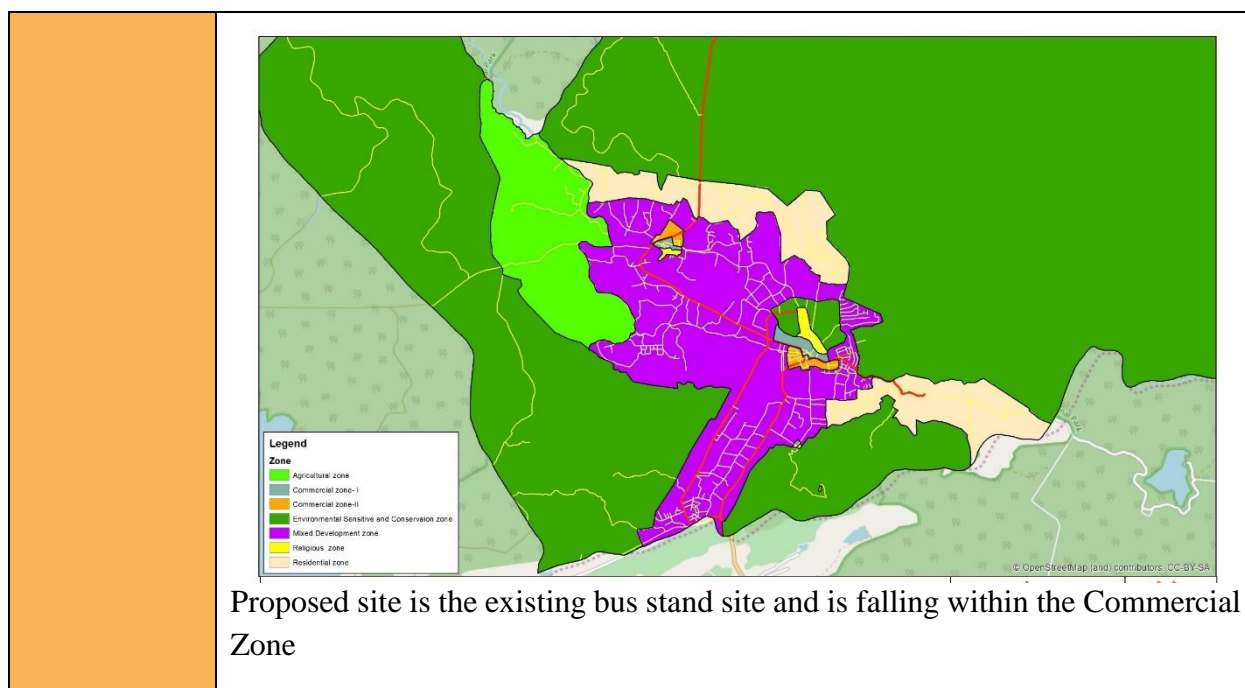 Park
Park
Legend
Zone
Agricultural zone
Commercial zone- I
Commercial zone-II
Environmental Sensitive and Conservaion zone
Mixed Development zone
Religious zone
Residential zone
© OpenStreetMap (and) contributors, CC-BY-SA
Proposed site is the existing bus stand site and is falling within the Commercial
Zone